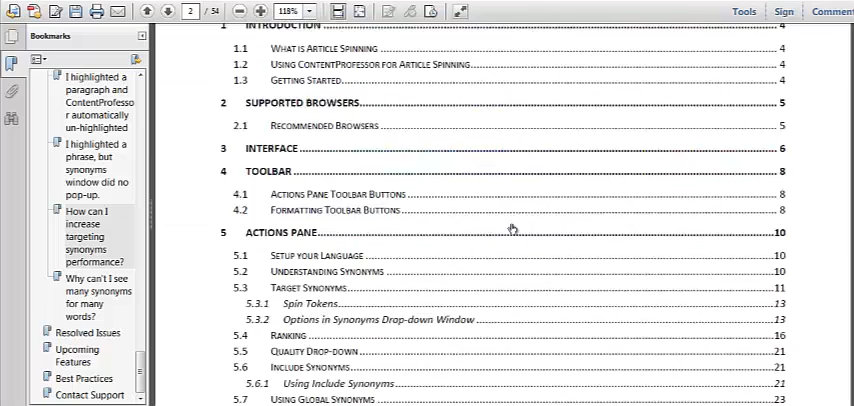 2 / 54
118%
Tools
Sign
Comment
Bookmarks
I highlighted a
paragraph and
ContentProfesso
r automatically
un-highlighted
I highlighted a
phrase, but
synonyms
window did no
pop-up.
How can I
increase
targeting
synonyms
performance?
Why can't I see
many synonyms
for many
words?
Resolved Issues
Upcoming
Features
Best Practices
Contact Support
1 INTRODUCTION 4
1.1 WHAT IS ARTICLE SPINNING 4
1.2 USING CONTENTPROFESSOR FOR ARTICLE SPINNING 4
1.3 GETTING STARTED 4
2 SUPPORTED BROWSERS 5
2.1 RECOMMENDED BROWSERS 5
3 INTERFACE 6
4 TOOLBAR 8
4.1 ACTIONS PANE TOOLBAR BUTTONS 8
4.2 FORMATTING TOOLBAR BUTTONS 8
5 ACTIONS PANE 10
5.1 SETUP YOUR LANGUAGE 10
5.2 UNDERSTANDING SYNONYMS 10
5.3 TARGET SYNONYMS 11
5.3.1 Spin Tokens 13
5.3.2 Options in Synonyms Drop-down Window 13
5.4 RANKING 16
5.5 QUALITY DROP-DOWN 21
5.6 INCLUDE SYNONYMS 21
5.6.1 Using Include Synonyms 21
5.7 USING GLOBAL SYNONYMS 23